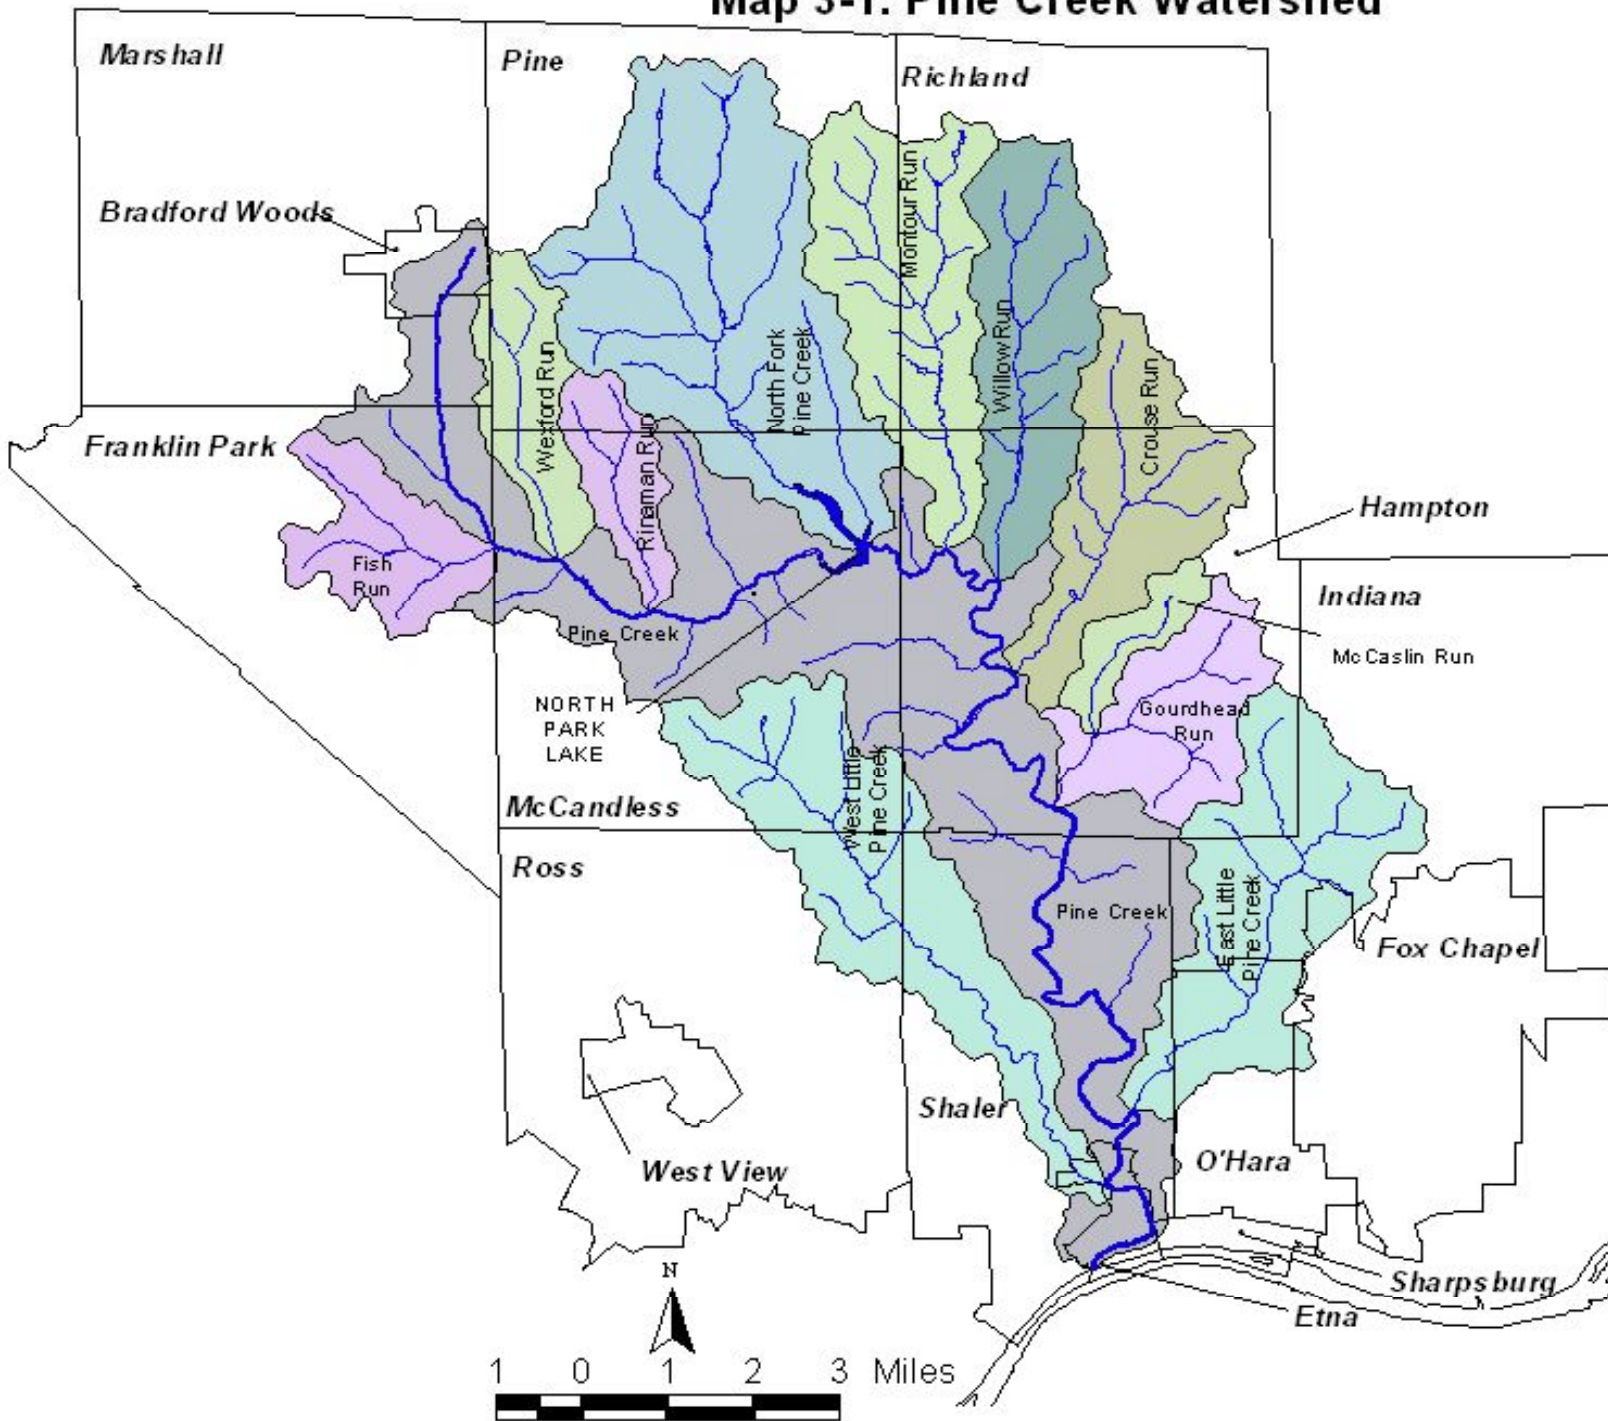 Map 3-1. Pine Creek Watershed
Marshall
Pine
Richland
Bradford Woods
Montour Run
Willow Run
North Fork
Pine Creek
Wexford Run
Crouse Run
Rinaman Run
Franklin Park
Hampton
Fish
Run
Indiana
Pine Creek
McCaslin Run
NORTH
PARK
LAKE
Gourdhead
Run
West Little
Pine Creek
McCandless
Ross
Pine Creek
East Little
Pine Creek
Fox Chapel
Shaler
West View
O'Hara
Sharpsburg
Etna
N
1 0 1 2 3 Miles